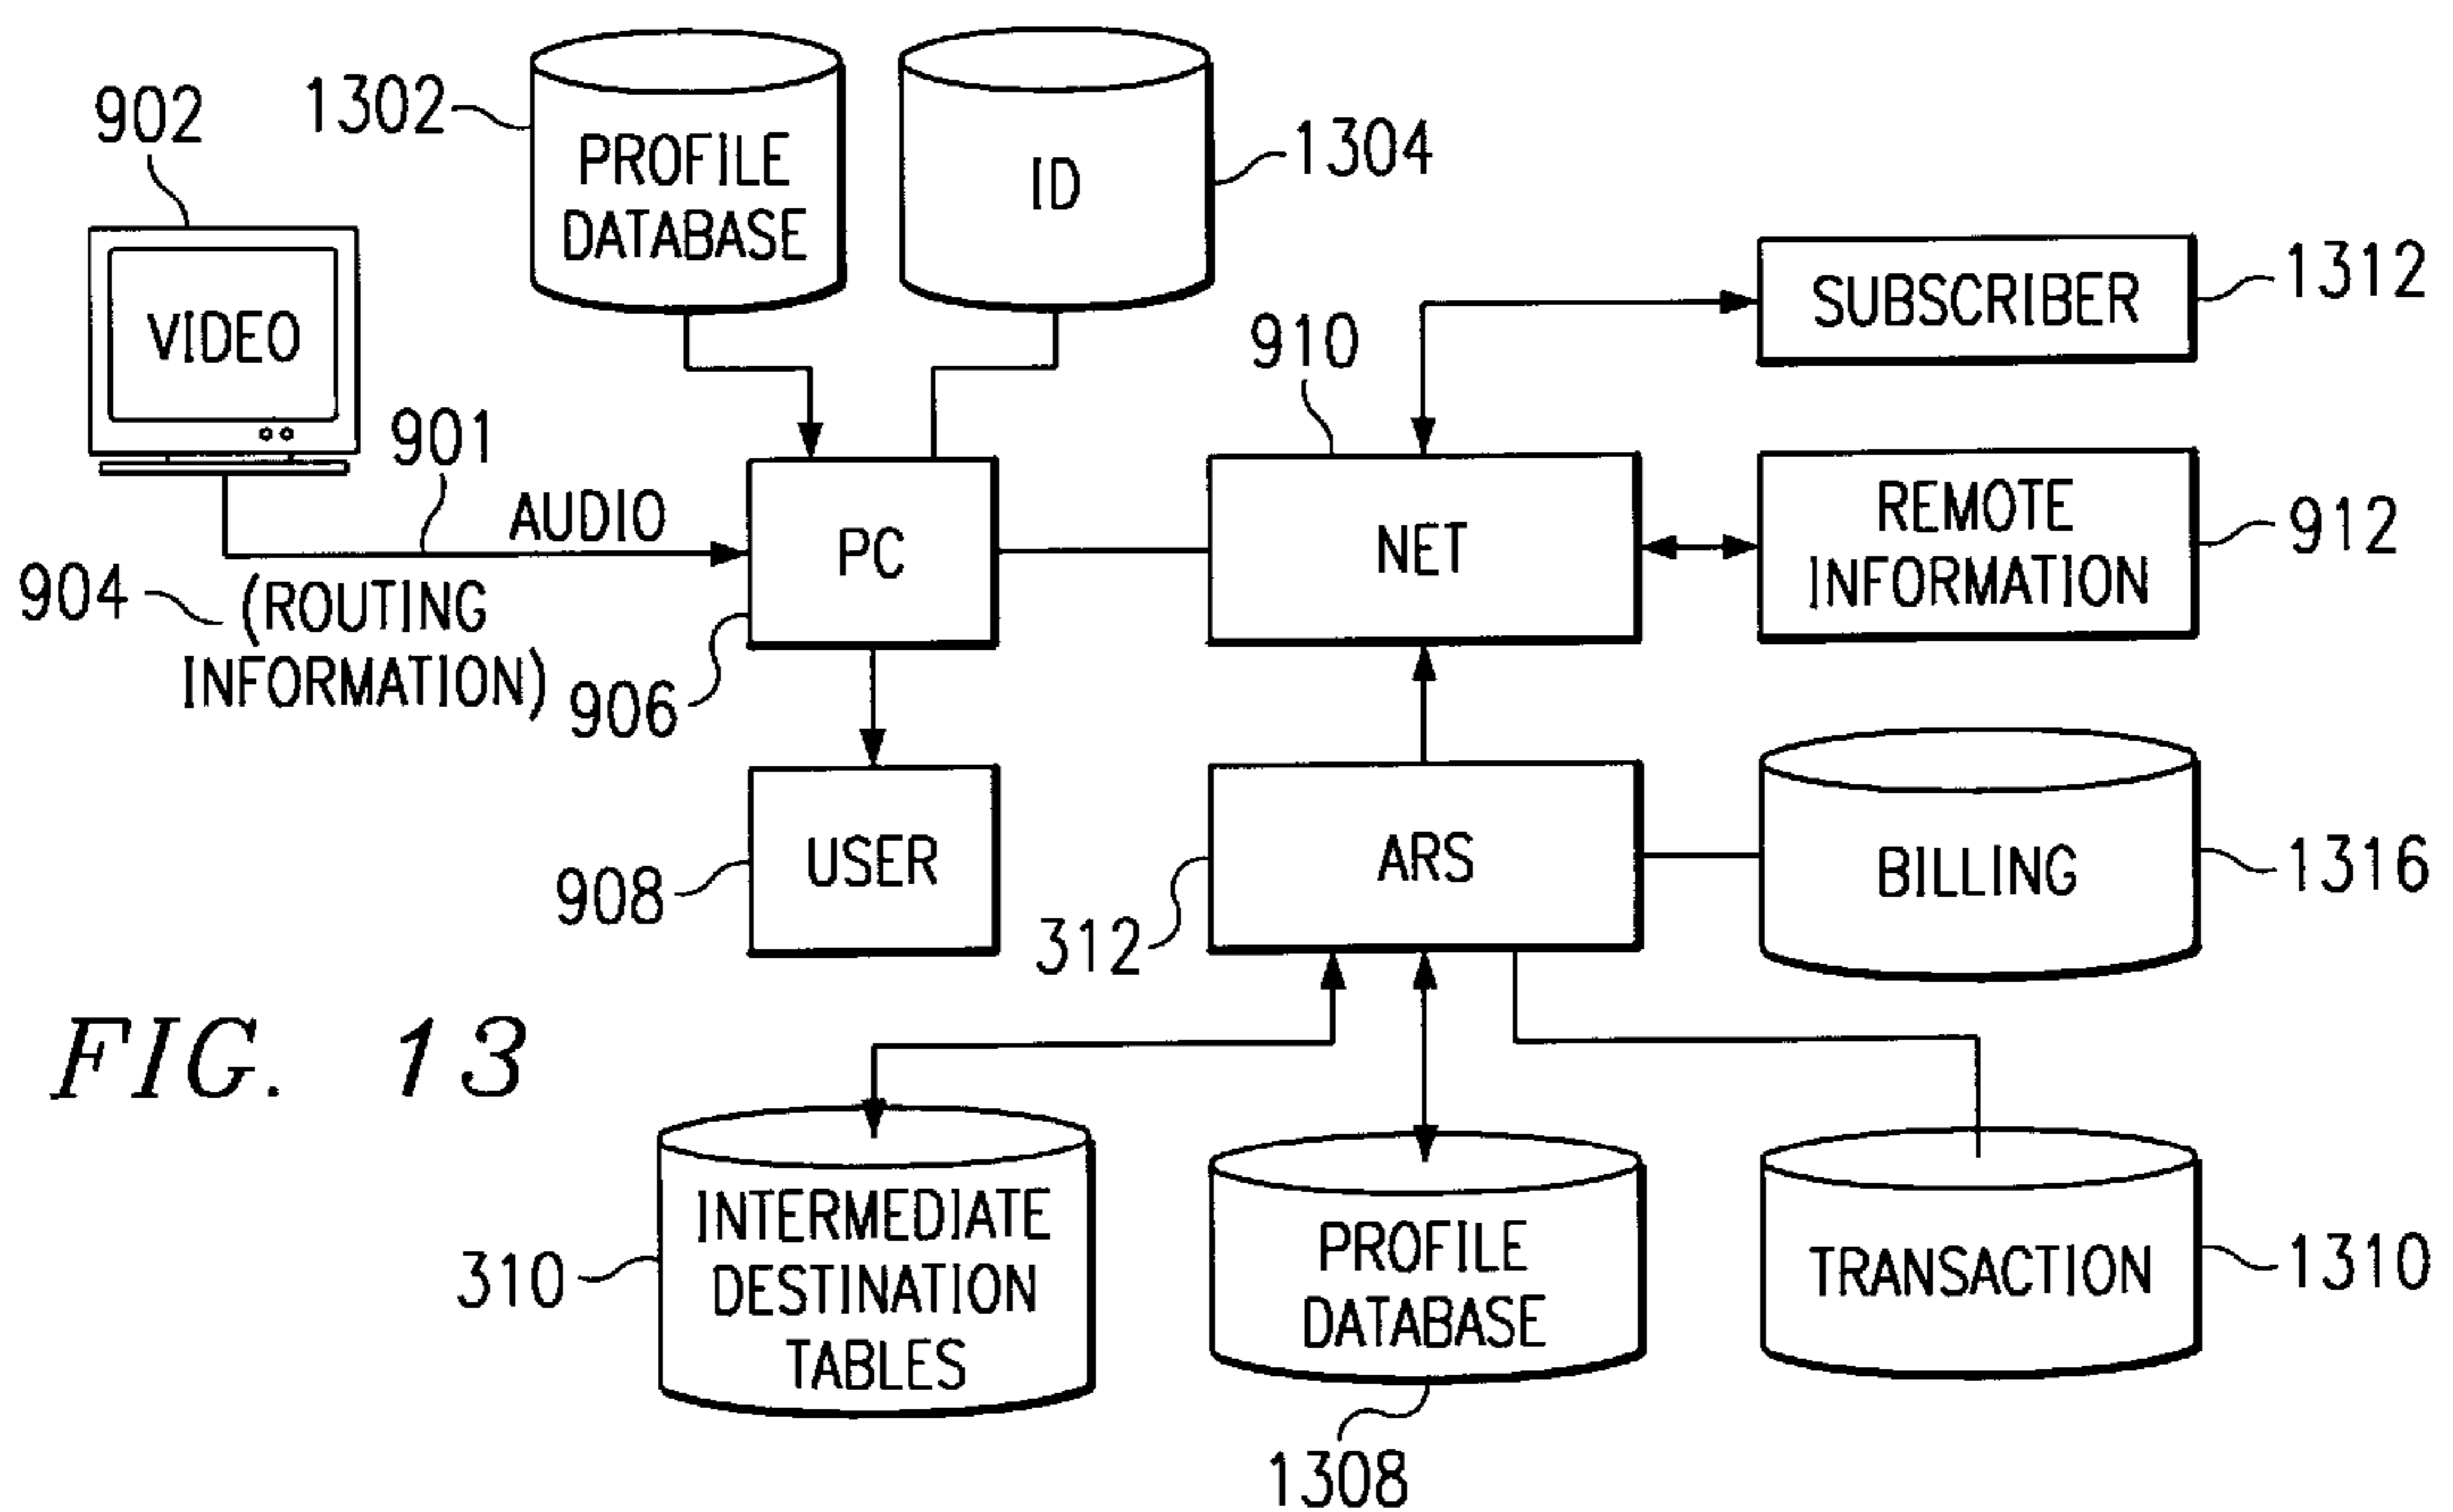 902
1302
PROFILE
DATABASE
ID
1304
VIDEO
SUBSCRIBER
1312
910
901
AUDIO
PC
NET
REMOTE
INFORMATION
912
904
(ROUTING
INFORMATION)
906
USER
908
ARS
312
BILLING
1316
FIG. 13
INTERMEDIATE
DESTINATION
TABLES
310
PROFILE
DATABASE
1308
TRANSACTION
1310